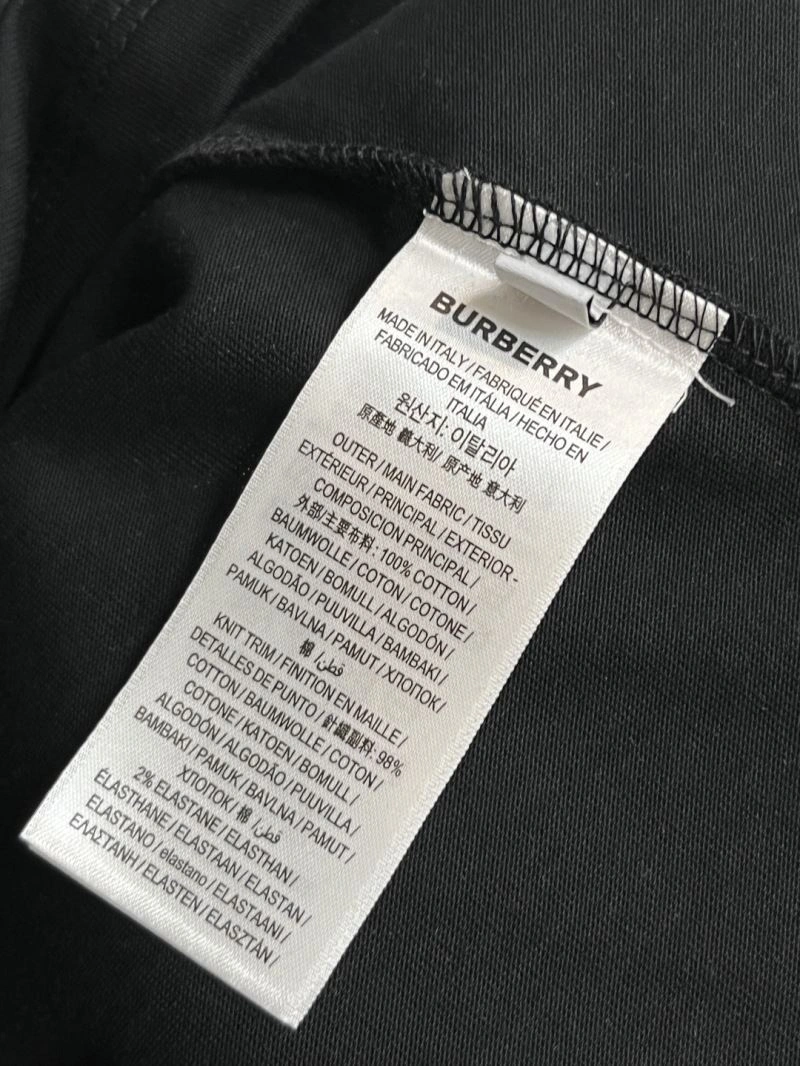 BURBERRY
MADE IN ITALY / FABRIQUÉ EN ITALIE /
FABRICADO EM ITÁLIA / HECHO EN
ITALIA
원산지: 이탈리아
原產地 義大利 / 原产地 意大利
OUTER / MAIN FABRIC / TISSU
EXTÉRIEUR / PRINCIPAL / EXTERIOR -
COMPOSICION PRINCIPAL /
外部/主要布料: 100% COTTON /
BAUMWOLLE / COTON / COTONE /
KATOEN / BOMULL / ALGODÓN /
ALGODÃO / PUUVILLA / BAMBAKI /
PAMUK / BAVLNA / PAMUT / ХЛОПОК /
棉 / قطن
KNIT TRIM / FINITION EN MAILLE /
DETALLES DE PUNTO / 針織副料: 98%
COTTON / BAUMWOLLE / COTON /
COTONE / KATOEN / BOMULL /
ALGODÓN / ALGODÃO / PUUVILLA /
BAMBAKI / PAMUK / BAVLNA / PAMUT /
ХЛОПОК / 棉 / قطن
2% ELASTANE / ELASTHAN /
ÉLASTHANE / ELASTAAN / ELASTAN /
ELASTANO / elastano / ELASTAANI /
ΕΛΑΣΤΑΝΗ / ELASTEN / ELASZTÁN /